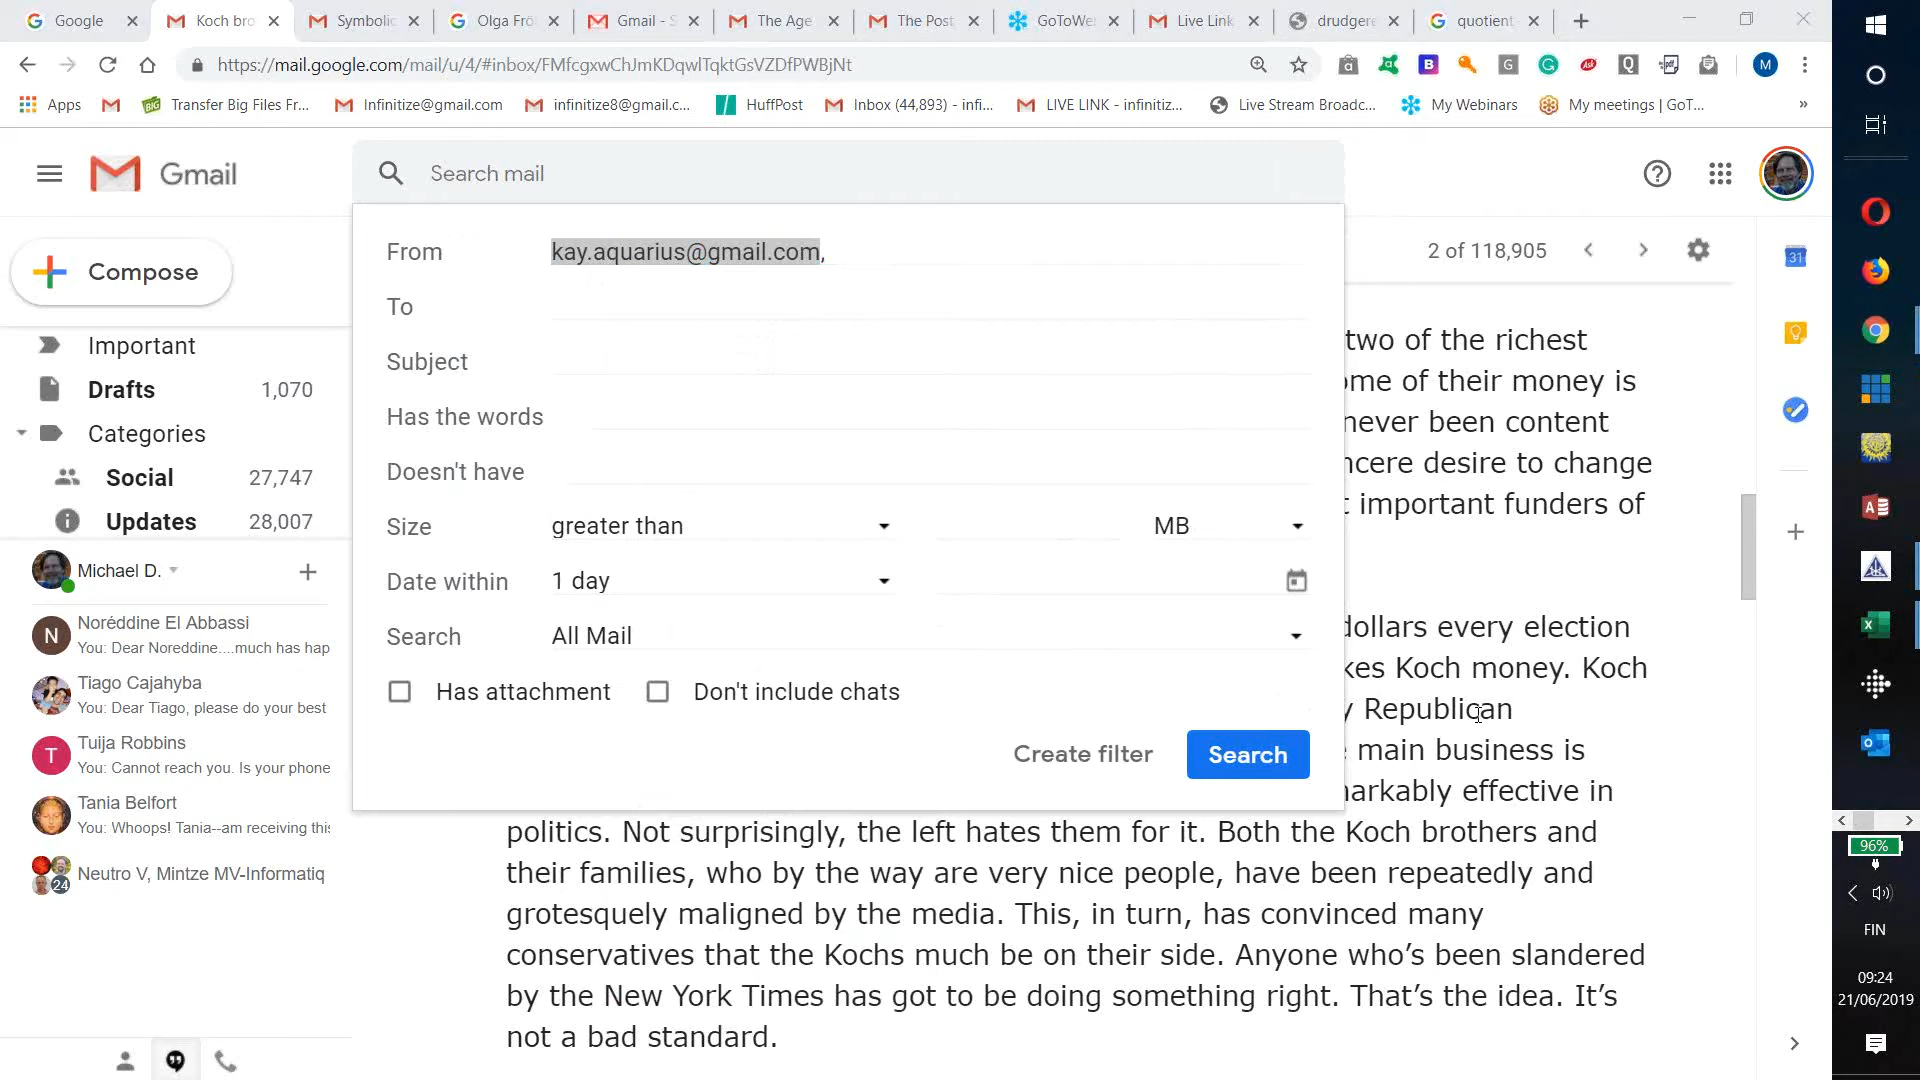 Google
Koch bro
Symbolic
Olga Frö
Gmail - S
The Age
The Post
GoToWe
Live Link
drudgere
quotient
https://mail.google.com/mail/u/4/#inbox/FMfcgxwChJmKDqwlTqktGsVZDfPWBjNt
M
Apps
Transfer Big Files Fr...
Infinitize@gmail.com
infinitize8@gmail.c...
HuffPost
Inbox (44,893) - infi...
LIVE LINK - infinitiz...
Live Stream Broadc...
My Webinars
My meetings | GoT...
»
Gmail
Search mail
Compose
2 of 118,905
From
kay.aquarius@gmail.com,
To
Subject
Has the words
Doesn't have
Size
greater than
MB
Date within
1 day
Search
All Mail
Has attachment
Don't include chats
Create filter
Search
Important
Drafts 1,070
Categories
Social 27,747
Updates 28,007
Michael D.
N
Noréddine El Abbassi
You: Dear Noreddine....much has hap
Tiago Cajahyba
You: Dear Tiago, please do your best
T
Tuija Robbins
You: Cannot reach you. Is your phone
Tania Belfort
You: Whoops! Tania--am receiving this
24
Neutro V, Mintze MV-Informatiq
two of the richest
ome of their money is
never been content
ncere desire to change
t important funders of
dollars every election
kes Koch money. Koch
y Republican
e main business is
markably effective in
politics. Not surprisingly, the left hates them for it. Both the Koch brothers and
their families, who by the way are very nice people, have been repeatedly and
grotesquely maligned by the media. This, in turn, has convinced many
conservatives that the Kochs much be on their side. Anyone who’s been slandered
by the New York Times has got to be doing something right. That’s the idea. It’s
not a bad standard.
31
96%
FIN
09:24
21/06/2019